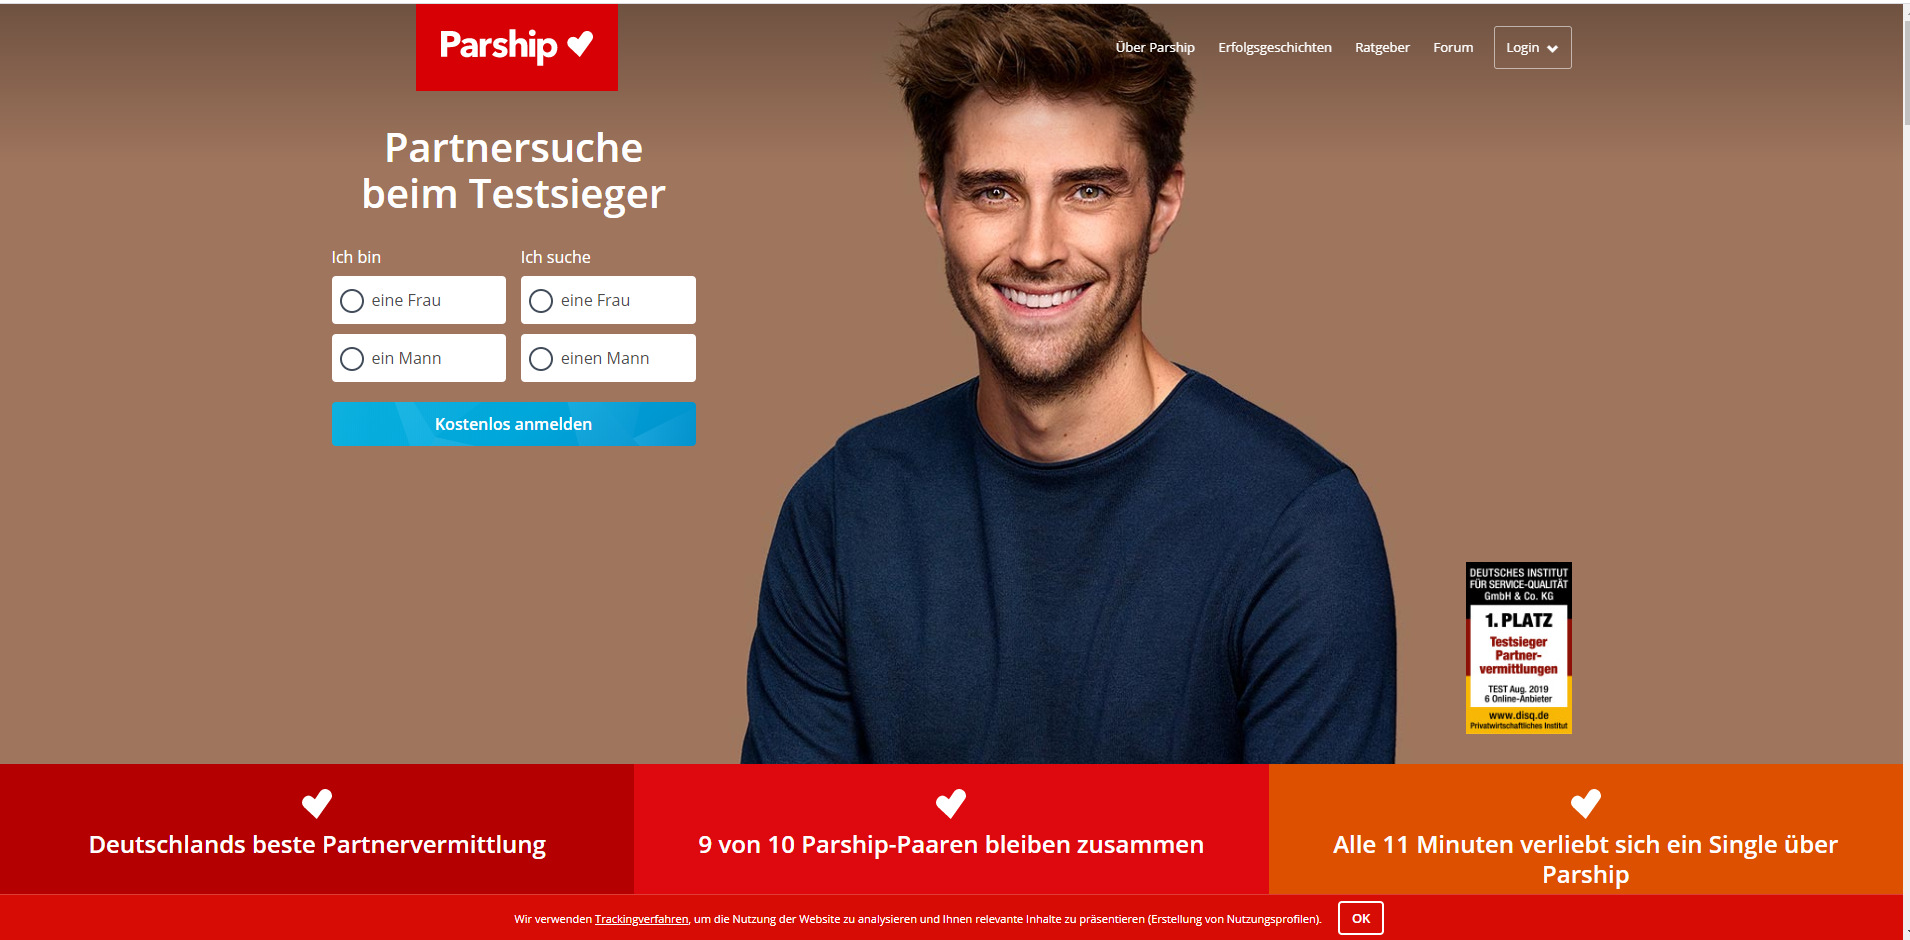 Parship
Über Parship
Erfolgsgeschichten
Ratgeber
Forum
Login
Partnersuche
beim Testsieger
Ich bin
Ich suche
eine Frau
eine Frau
ein Mann
einen Mann
Kostenlos anmelden
DEUTSCHES INSTITUT
FÜR SERVICE-QUALITÄT
GmbH & Co. KG
1. PLATZ
Testsieger
Partner-
vermittlungen
TEST Aug. 2019
6 Online-Anbieter
www.disq.de
Privatwirtschaftliches Institut
Deutschlands beste Partnervermittlung
9 von 10 Parship-Paaren bleiben zusammen
Alle 11 Minuten verliebt sich ein Single über
Parship
Wir verwenden Trackingverfahren, um die Nutzung der Website zu analysieren und Ihnen relevante Inhalte zu präsentieren (Erstellung von Nutzungsprofilen).
OK